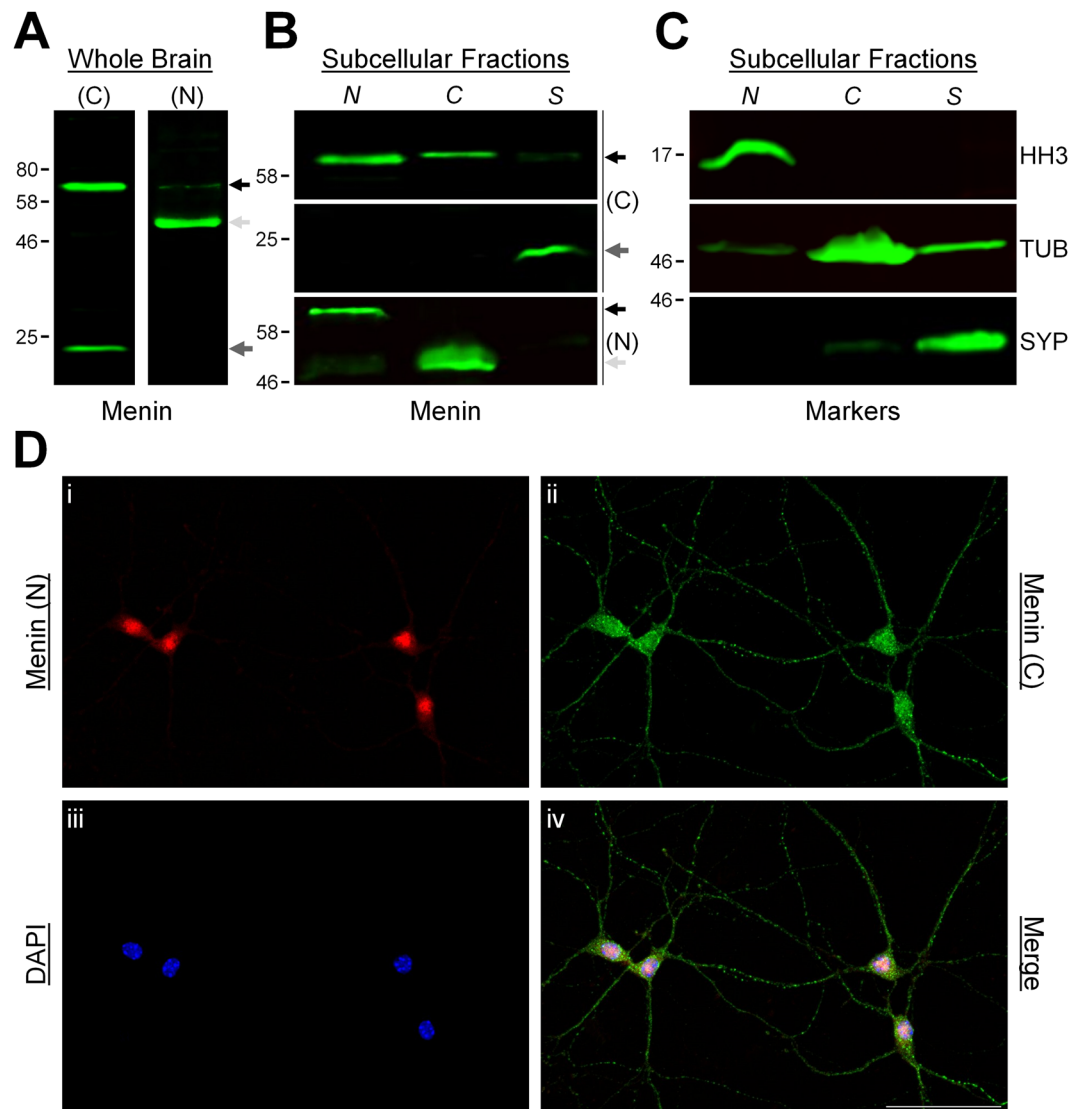 A
Whole Brain
(C) (N)
80
58
46
25
Menin
B
Subcellular Fractions
N C S
58
25
58
46
(C)
(N)
Menin
C
Subcellular Fractions
N C S
17
46
46
HH3
TUB
SYP
Markers
D
i
Menin (N)
ii
Menin (C)
iii
DAPI
iv
Merge